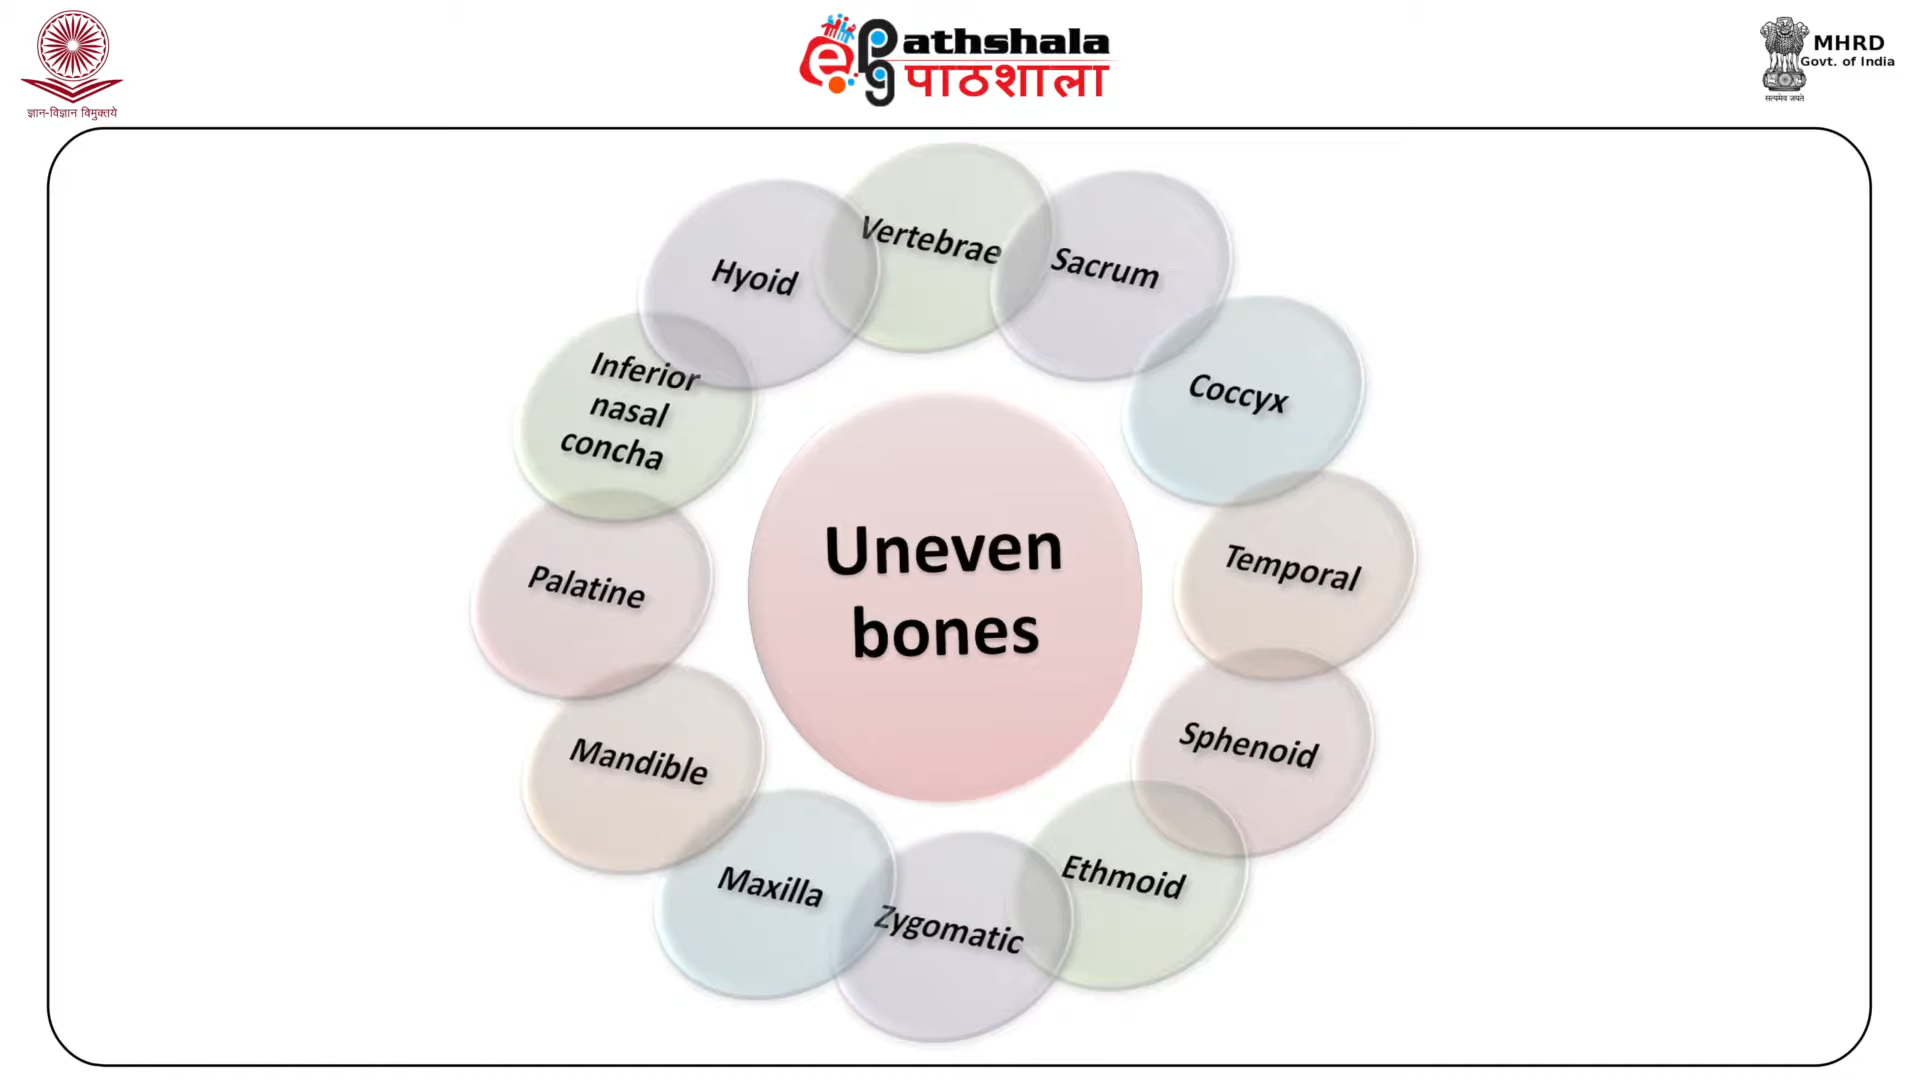 ज्ञान-विज्ञान विमुक्तये
ePG
athshala
पाठशाला
MHRD
Govt. of India
सत्यमेव जयते
Vertebrae
Sacrum
Coccyx
Temporal
Sphenoid
Ethmoid
Zygomatic
Maxilla
Mandible
Palatine
Inferior
nasal
concha
Hyoid
Uneven
bones